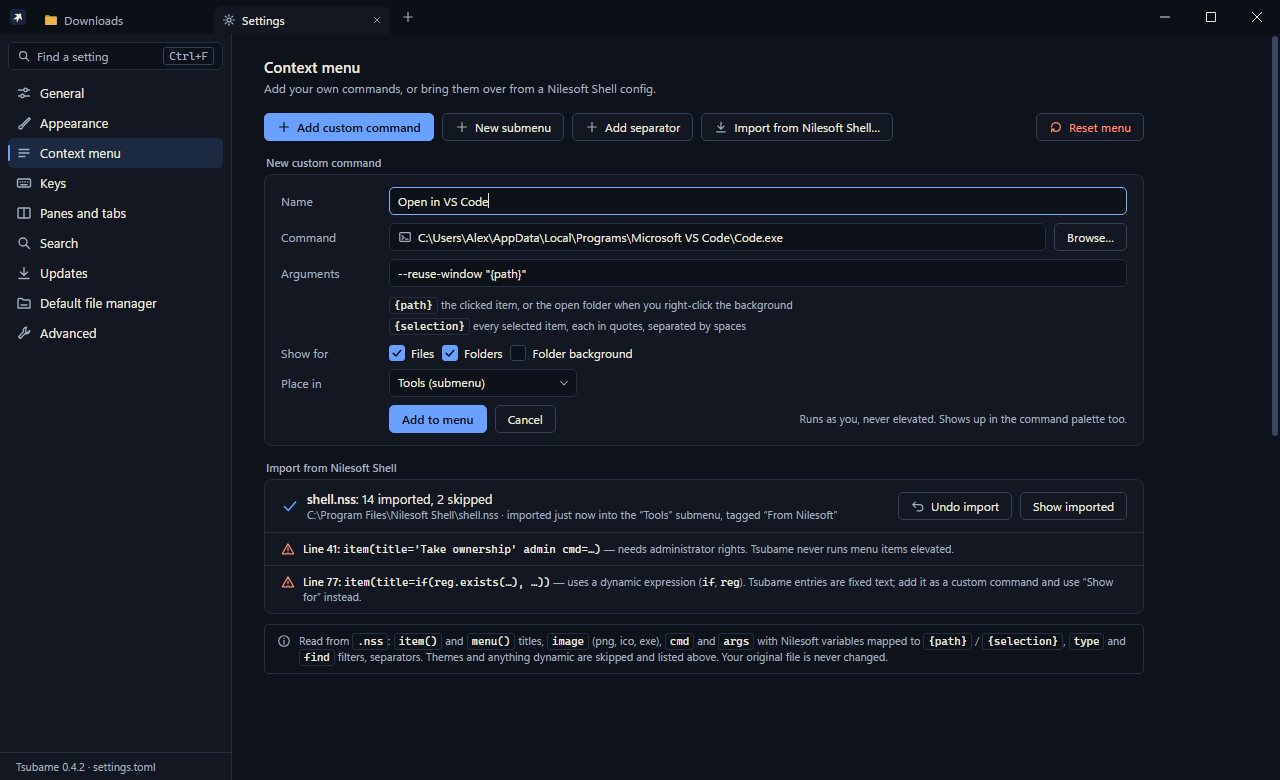 Downloads
Settings
Find a setting Ctrl+F
General
Appearance
Context menu
Keys
Panes and tabs
Search
Updates
Default file manager
Advanced
Tsubame 0.4.2 · settings.toml
Context menu
Add your own commands, or bring them over from a Nilesoft Shell config.
Add custom command New submenu Add separator Import from Nilesoft Shell... Reset menu
New custom command
Name Open in VS Code
Command C:\Users\Alex\AppData\Local\Programs\Microsoft VS Code\Code.exe Browse...
Arguments --reuse-window "{path}"
{path} the clicked item, or the open folder when you right-click the background
{selection} every selected item, each in quotes, separated by spaces
Show for Files Folders Folder background
Place in Tools (submenu)
Add to menu Cancel Runs as you, never elevated. Shows up in the command palette too.
Import from Nilesoft Shell
shell.nss: 14 imported, 2 skipped
C:\Program Files\Nilesoft Shell\shell.nss · imported just now into the “Tools” submenu, tagged “From Nilesoft”
Undo import Show imported
Line 41: item(title='Take ownership' admin cmd=…) — needs administrator rights. Tsubame never runs menu items elevated.
Line 77: item(title=if(reg.exists(…), …)) — uses a dynamic expression (if, reg). Tsubame entries are fixed text; add it as a custom command and use “Show
for” instead.
Read from .nss: item() and menu() titles, image (png, ico, exe), cmd and args with Nilesoft variables mapped to {path} / {selection}, type and
find filters, separators. Themes and anything dynamic are skipped and listed above. Your original file is never changed.